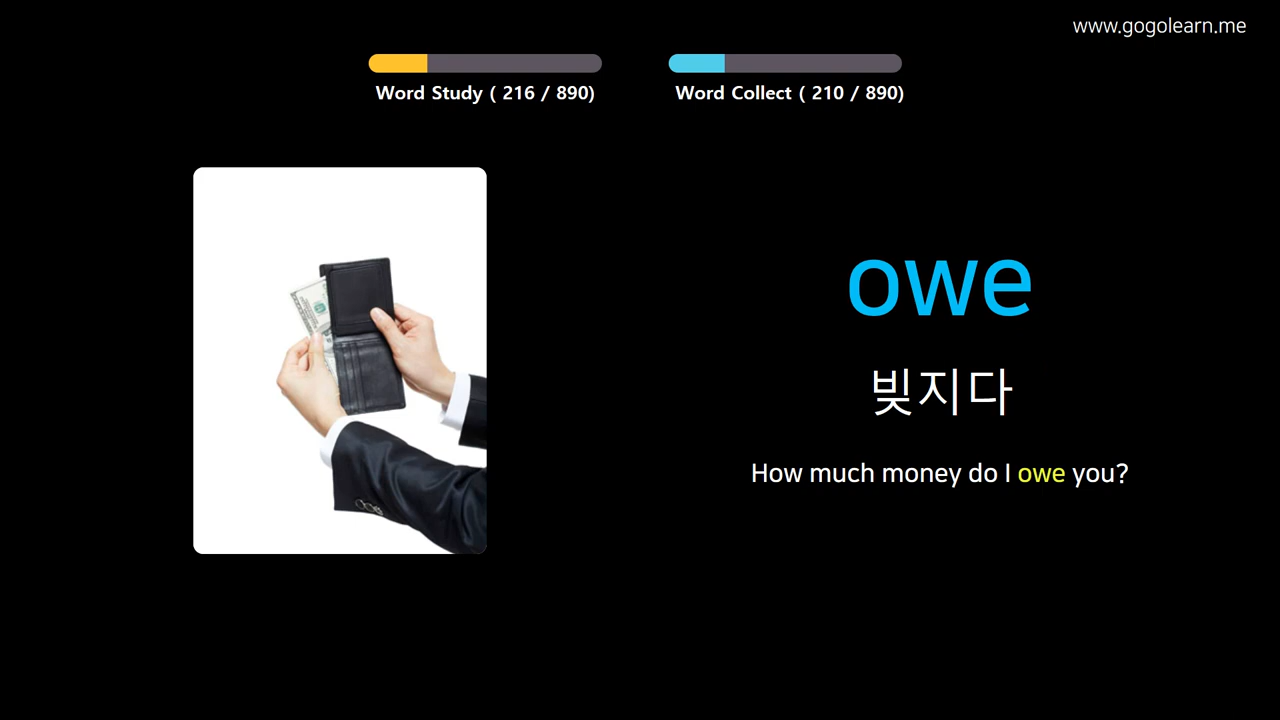 www.gogolearn.me
Word Study ( 216 / 890)
Word Collect ( 210 / 890)
owe
빚지다
How much money do I owe you?